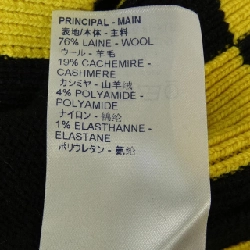 PRINCIPAL - MAIN
表地/本体 - 主料
76% LAINE - WOOL
ウール - 羊毛
19% CACHEMIRE -
CASHMERE
カシミヤ - 山羊绒
4% POLYAMIDE -
POLYAMIDE
ナイロン - 锦纶
1% ELASTHANNE -
ELASTANE
ポリウレタン - 氨纶